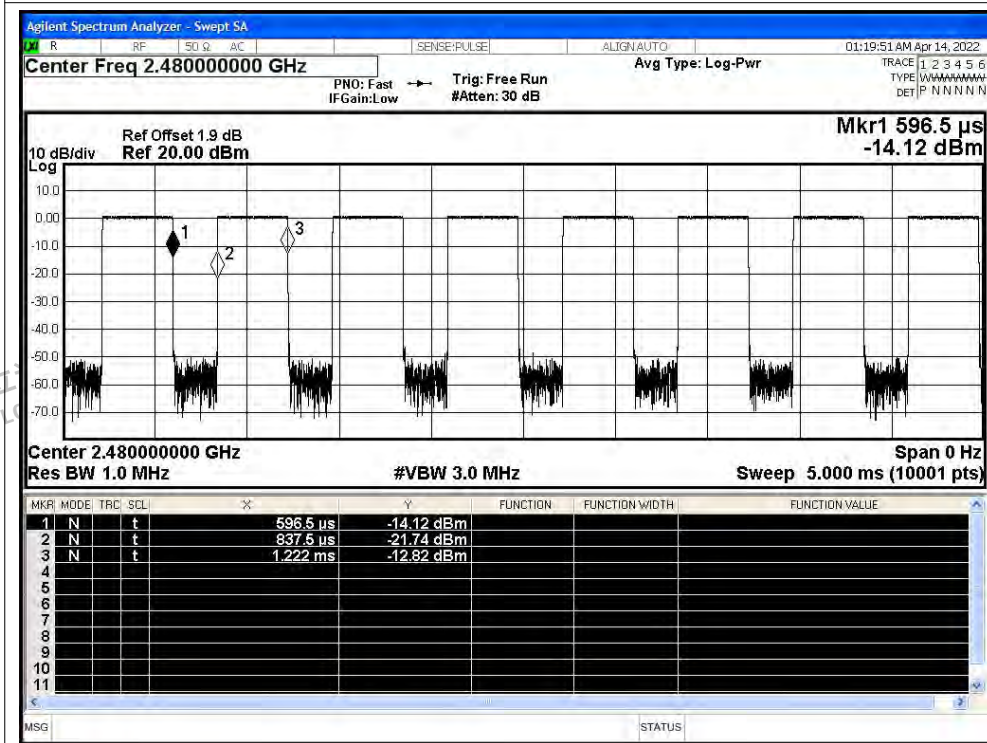 Agilent Spectrum Analyzer - Swept SA
R RF 50 Ω AC SENSE:PULSE ALIGN AUTO 01:19:51 AM Apr 14, 2022
Center Freq 2.480000000 GHz Avg Type: Log-Pwr TRACE 1 2 3 4 5 6
PNO: Fast Trig: Free Run TYPE
IFGain:Low #Atten: 30 dB DET P N N N N N
Mkr1 596.5 µs
-14.12 dBm
Ref Offset 1.9 dB
10 dB/div Ref 20.00 dBm
Log
10.0
0.00
-10.0
-20.0
-30.0
-40.0
-50.0
-60.0
-70.0
1
2
3
Center 2.480000000 GHz Span 0 Hz
Res BW 1.0 MHz #VBW 3.0 MHz Sweep 5.000 ms (10001 pts)
MKR MODE TRC SCL X Y FUNCTION FUNCTION WIDTH FUNCTION VALUE
1 N t 596.5 µs -14.12 dBm
2 N t 837.5 µs -21.74 dBm
3 N t 1.222 ms -12.82 dBm
4
5
6
7
8
9
10
11
MSG STATUS